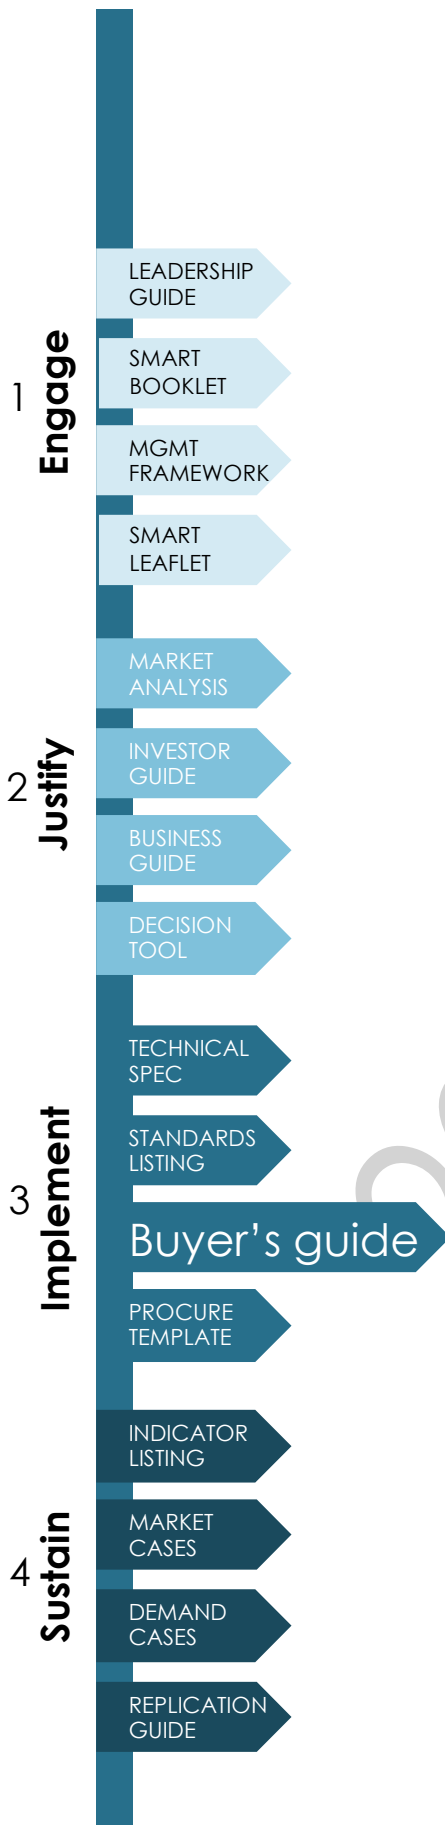 1
Engage
LEADERSHIP
GUIDE
SMART
BOOKLET
MGMT
FRAMEWORK
SMART
LEAFLET
2
Justify
MARKET
ANALYSIS
INVESTOR
GUIDE
BUSINESS
GUIDE
DECISION
TOOL
3
Implement
TECHNICAL
SPEC
STANDARDS
LISTING
Buyer's guide
PROCURE
TEMPLATE
4
Sustain
INDICATOR
LISTING
MARKET
CASES
DEMAND
CASES
REPLICATION
GUIDE